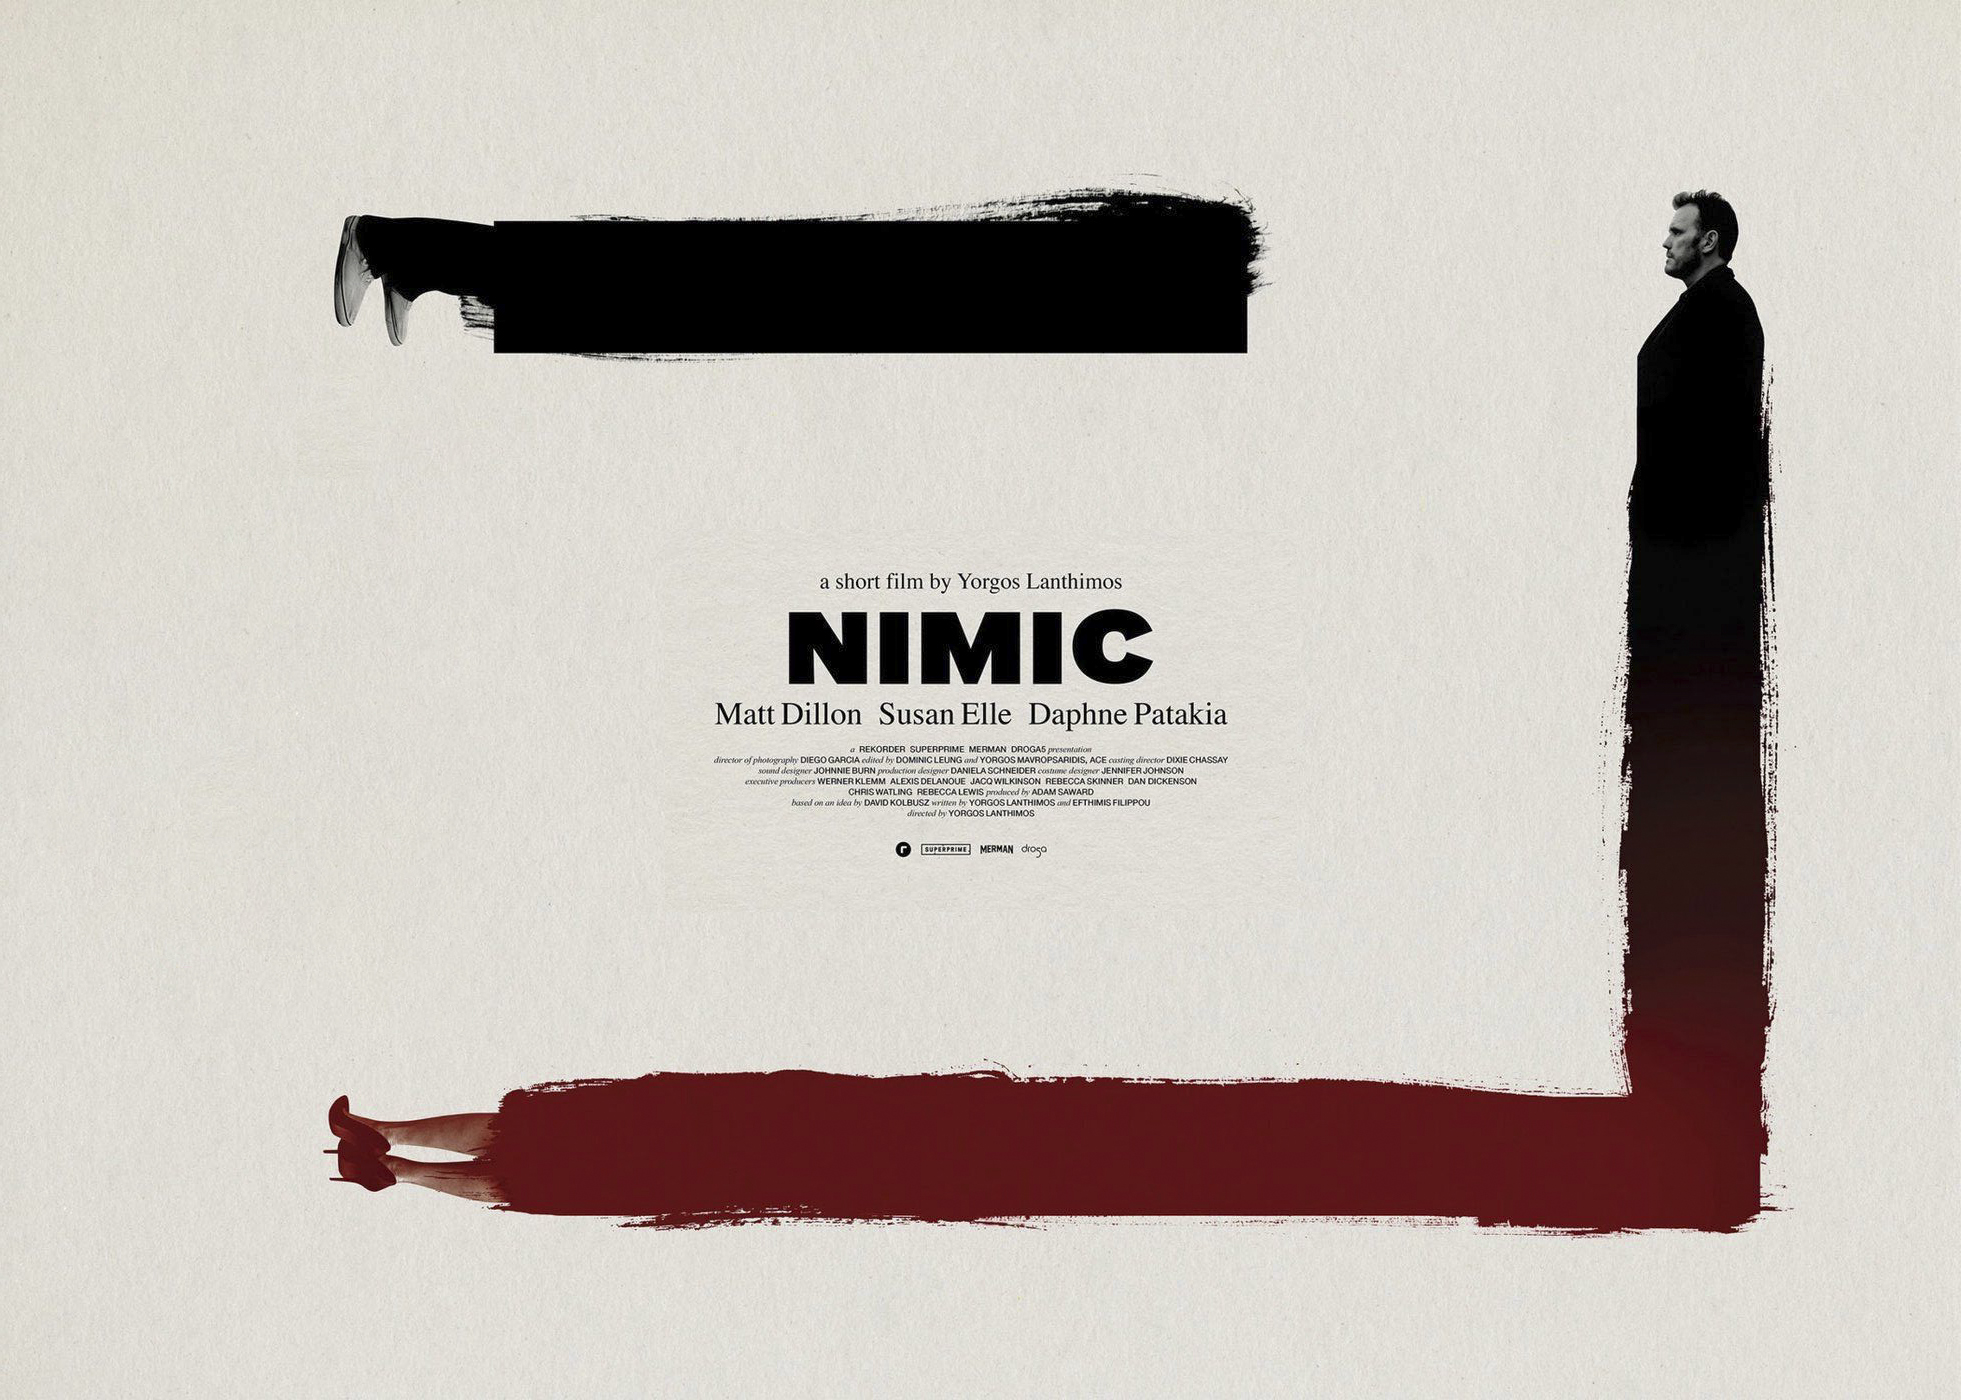 a short film by Yorgos Lanthimos
NIMIC
Matt Dillon Susan Elle Daphne Patakia
a REKORDER SUPERPRIME MERMAN DROGA5 presentation
director of photography DIEGO GARCIA edited by DOMINIC LEUNG and YORGOS MAVROPSARIDIS, ACE casting director DIXIE CHASSAY
sound designer JOHNNIE BURN production designer DANIELA SCHNEIDER costume designer JENNIFER JOHNSON
executive producers WERNER KLEMM ALEXIS DELANOUE JACQ WILKINSON REBECCA SKINNER DAN DICKENSON
CHRIS WATLING REBECCA LEWIS produced by ADAM SAWARD
based on an idea by DAVID KOLBUSZ written by YORGOS LANTHIMOS and EFTHIMIS FILIPPOU
directed by YORGOS LANTHIMOS
r SUPERPRIME MERMAN droga5